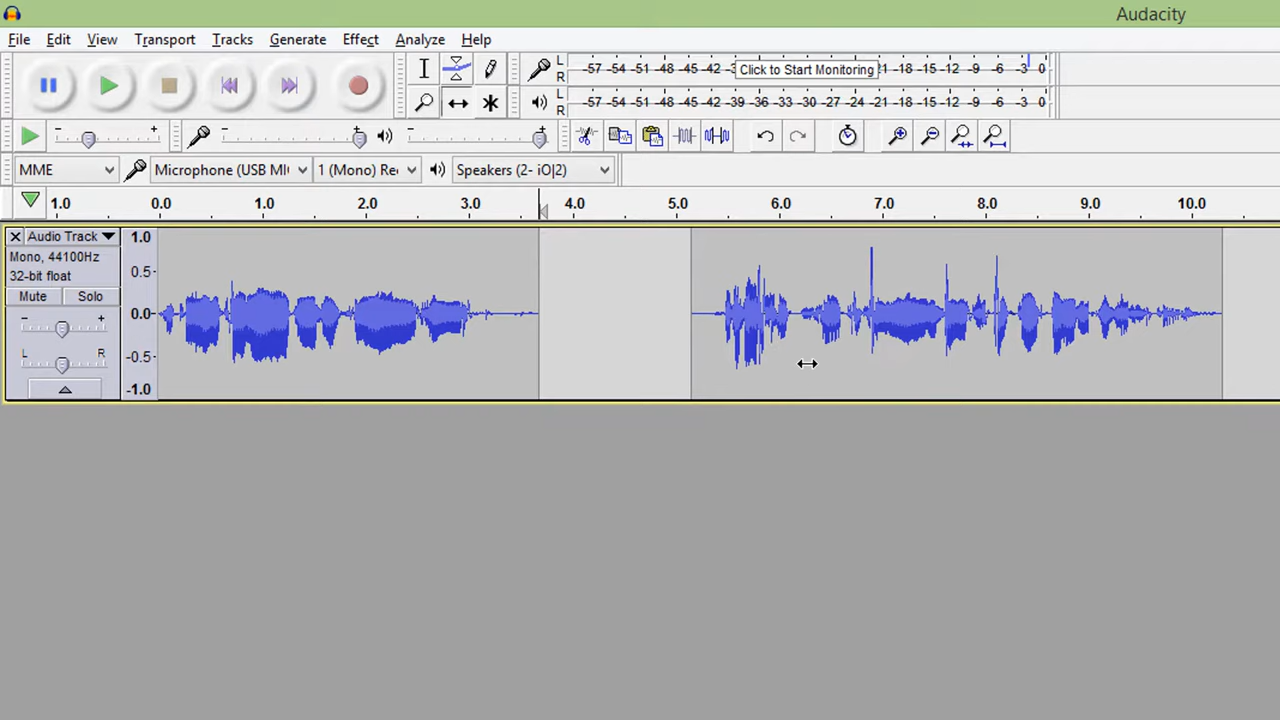 Audacity
File Edit View Transport Tracks Generate Effect Analyze Help
L -57 -54 -51 -48 -45 -42 Click to Start Monitoring -18 -15 -12 -9 -6 -3 0
R
L -57 -54 -51 -48 -45 -42 -39 -36 -33 -30 -27 -24 -21 -18 -15 -12 -9 -6 -3 0
R
MME Microphone (USB MI 1 (Mono) Re Speakers (2- iO|2)
1.0 0.0 1.0 2.0 3.0 4.0 5.0 6.0 7.0 8.0 9.0 10.0
Audio Track 1.0
Mono, 44100Hz
32-bit float 0.5-
Mute Solo
0.0-
L R -0.5-
-1.0